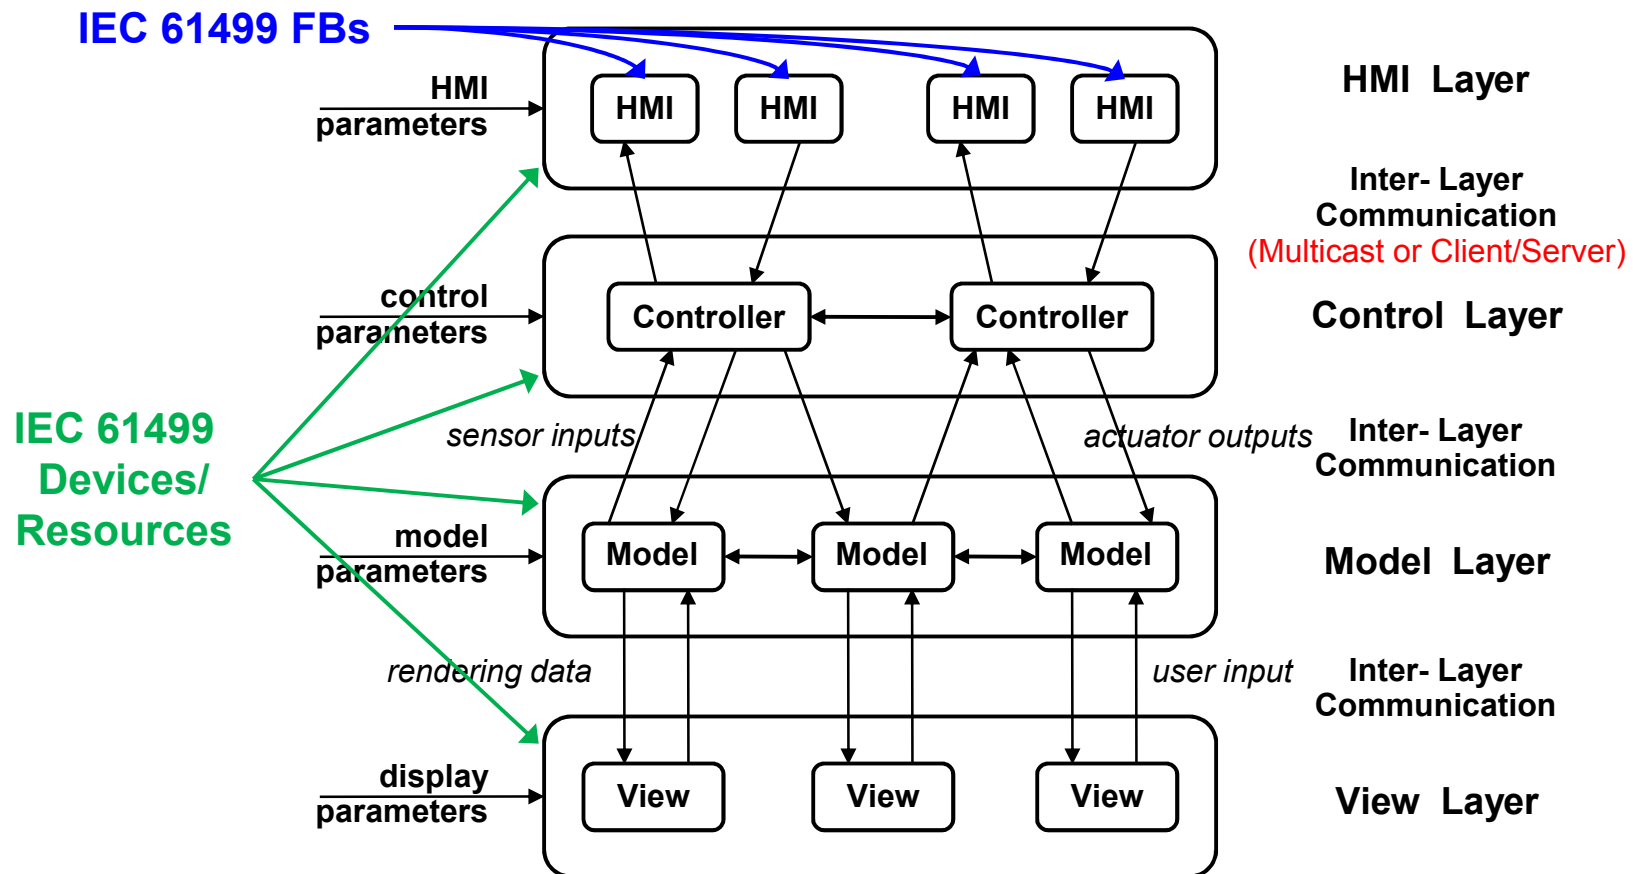 IEC 61499 FBs
HMI
parameters
HMI
HMI
HMI
HMI
HMI Layer
Inter- Layer
Communication
(Multicast or Client/Server)
control
parameters
Controller
Controller
Control Layer
IEC 61499
Devices/
Resources
sensor inputs
actuator outputs
Inter- Layer
Communication
model
parameters
Model
Model
Model
Model Layer
rendering data
user input
Inter- Layer
Communication
display
parameters
View
View
View
View Layer